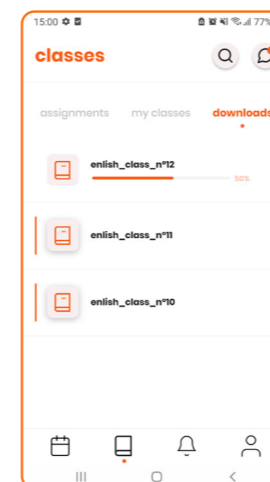 15:00 77%
classes
assignments my classes downloads
enlish_class_nº12
50%
enlish_class_nº11
enlish_class_nº10